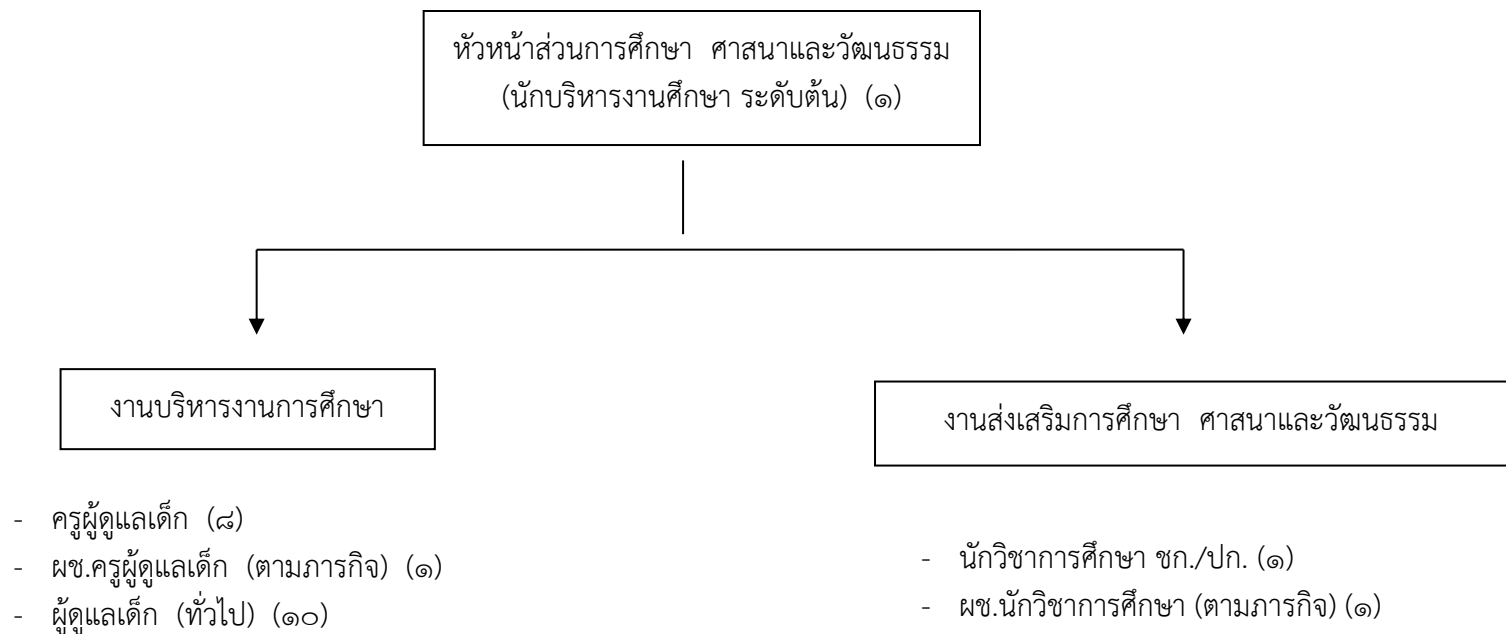 หัวหน้าส่วนการศึกษา ศาสนาและวัฒนธรรม
(นักบริหารงานศึกษา ระดับต้น) (๑)
งานบริหารงานการศึกษา
- ครูผู้ดูแลเด็ก (๘)
- ผช.ครูผู้ดูแลเด็ก (ตามภารกิจ) (๑)
- ผู้ดูแลเด็ก (ทั่วไป) (๑๐)
งานส่งเสริมการศึกษา ศาสนาและวัฒนธรรม
- นักวิชาการศึกษา ชก./ปก. (๑)
- ผช.นักวิชาการศึกษา (ตามภารกิจ) (๑)